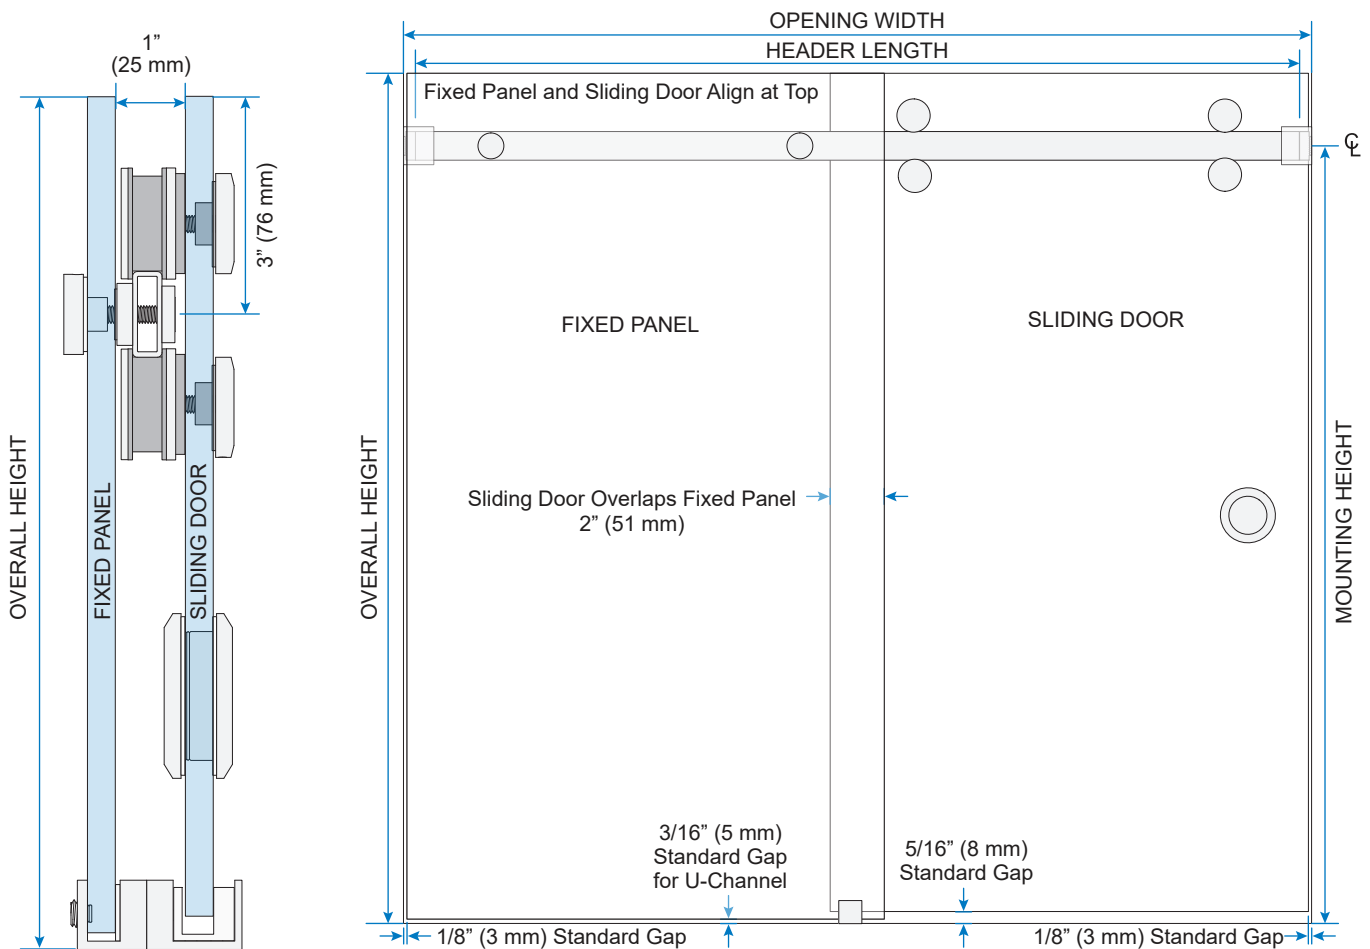 1”
(25 mm)
3” (76 mm)
OVERALL HEIGHT
FIXED PANEL
SLIDING DOOR
OPENING WIDTH
HEADER LENGTH
Fixed Panel and Sliding Door Align at Top
℄
FIXED PANEL
SLIDING DOOR
OVERALL HEIGHT
MOUNTING HEIGHT
Sliding Door Overlaps Fixed Panel
2” (51 mm)
3/16” (5 mm)
Standard Gap
for U-Channel
5/16” (8 mm)
Standard Gap
1/8” (3 mm) Standard Gap
1/8” (3 mm) Standard Gap